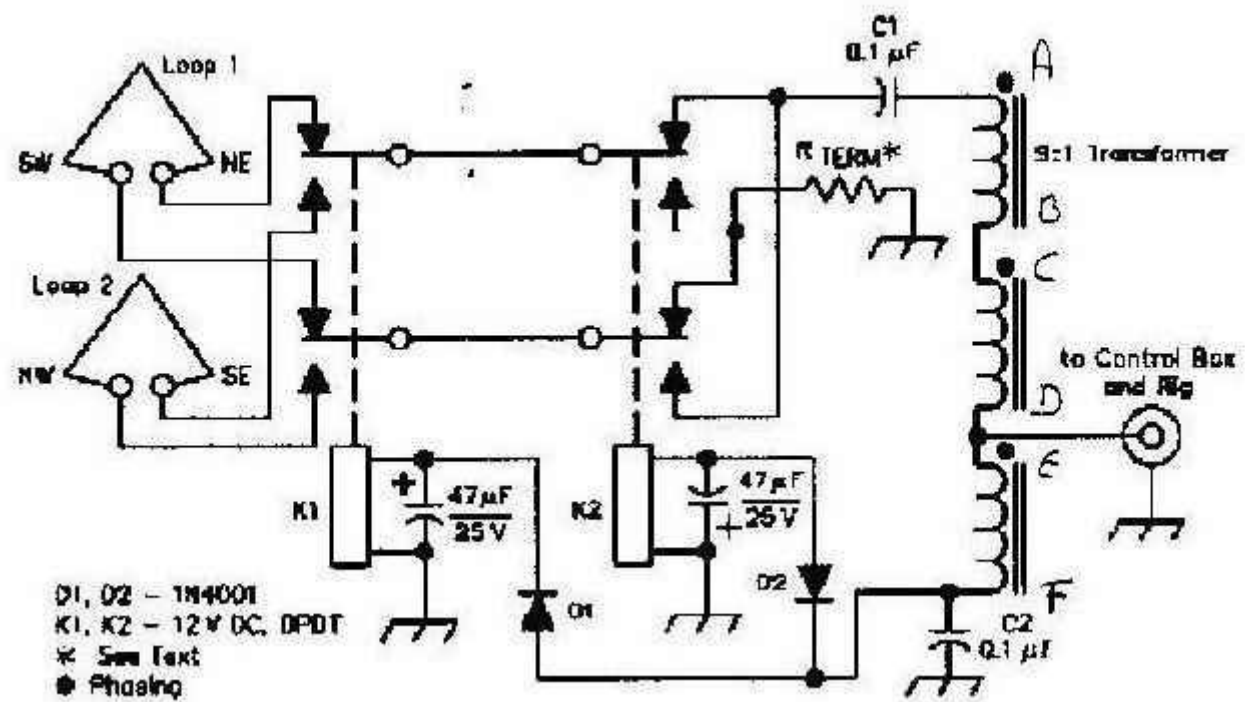 C1
0.1 µF
A
Loop 1
SW
NE
R TERM*
9:1 Transformer
B
Loop 2
C
NW
SE
to Control Box
and Rig
D
E
K1
+
47µF
25 V
K2
47µF
25 V
+
D2
D1
F
C2
0.1 µF
D1, D2 – 1N4001
K1, K2 – 12 V DC, DPDT
* See Text
● Phasing